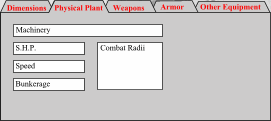 Dimensions Physical Plant Weapons Armor Other Equipment
Machinery
S.H.P. Combat Radii
Speed
Bunkerage